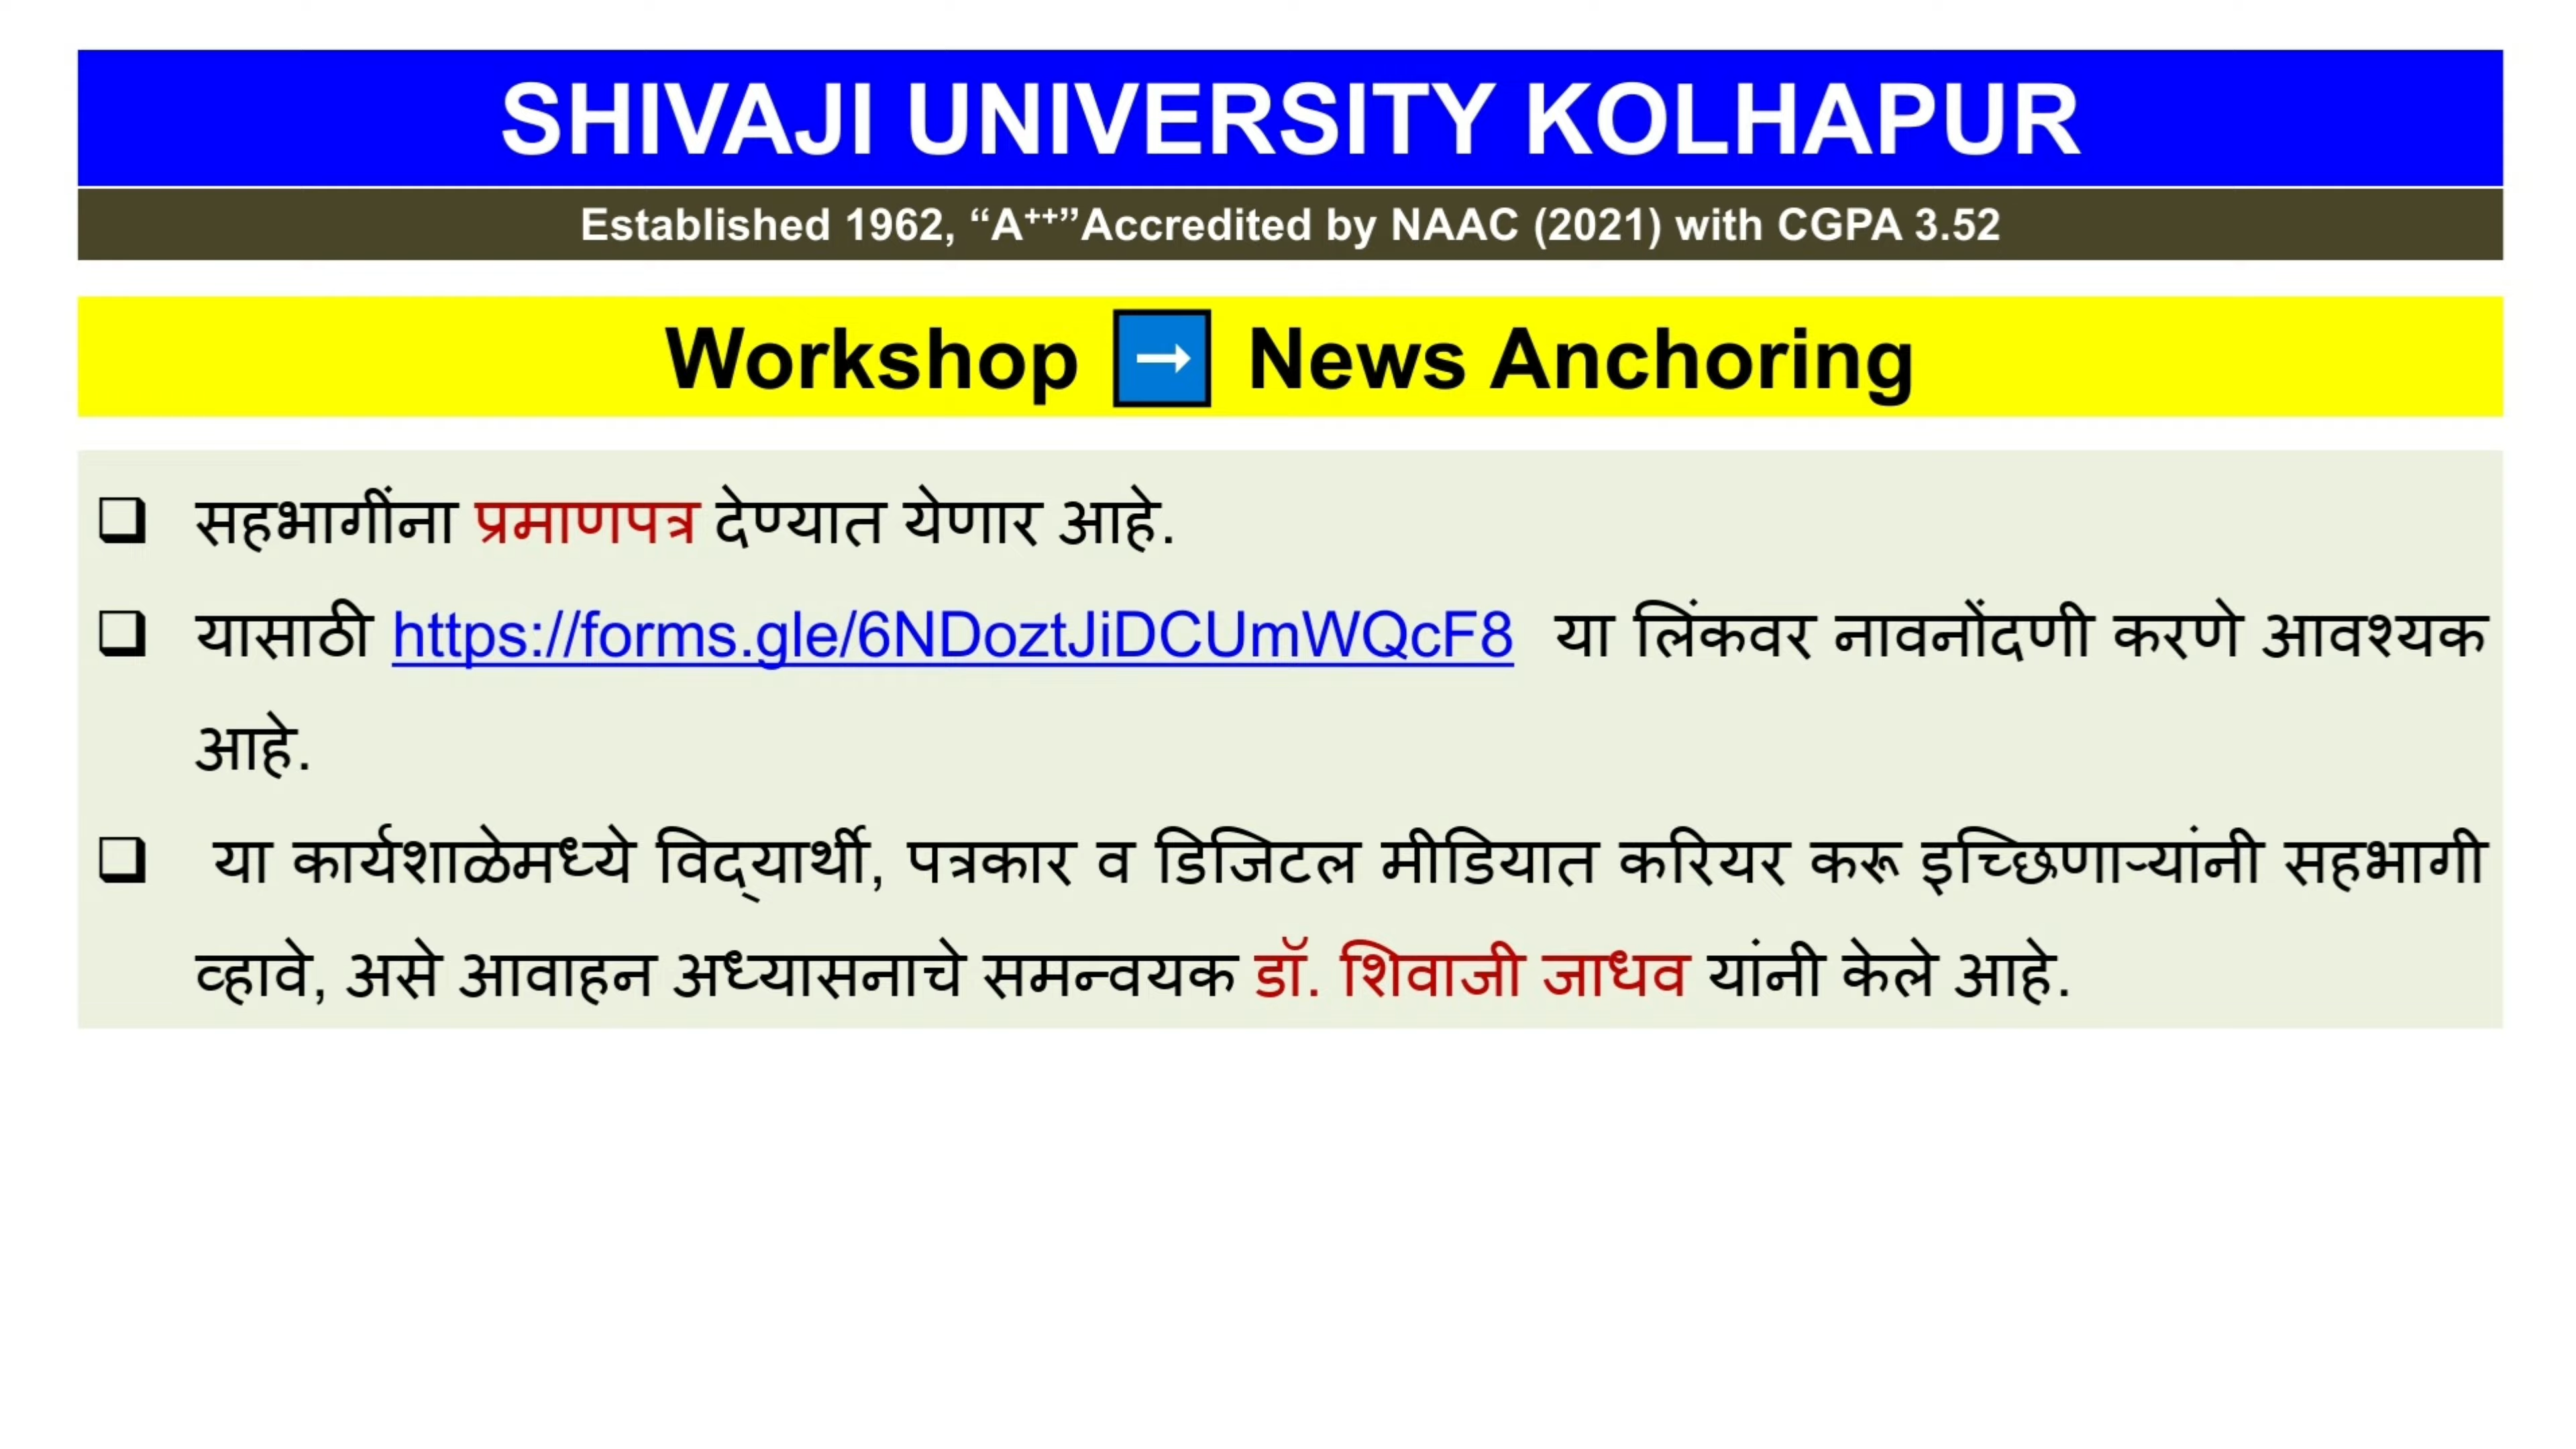 SHIVAJI UNIVERSITY KOLHAPUR
Established 1962, “A++”Accredited by NAAC (2021) with CGPA 3.52
Workshop ➡ News Anchoring
❑ सहभागींना प्रमाणपत्र देण्यात येणार आहे.
❑ यासाठी https://forms.gle/6NDoztJiDCUmWQcF8 या लिंकवर नावनोंदणी करणे आवश्यक
आहे.
❑ या कार्यशाळेमध्ये विद्‌यार्थी, पत्रकार व डिजिटल मीडियात करियर करू इच्छिणाऱ्यांनी सहभागी
व्हावे, असे आवाहन अध्यासनाचे समन्वयक डॉ. शिवाजी जाधव यांनी केले आहे.